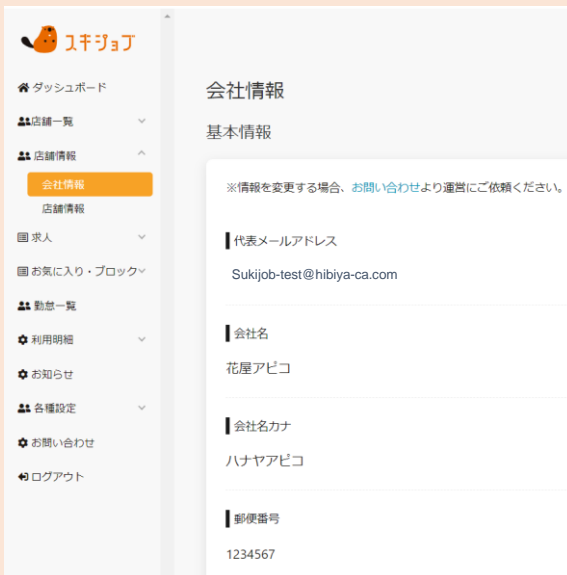 スキジョブ
ダッシュボード
店舗一覧
店舗情報
会社情報
店舗情報
求人
お気に入り・ブロック
勤怠一覧
利用明細
お知らせ
各種設定
お問い合わせ
ログアウト
会社情報
基本情報
※情報を変更する場合、お問い合わせより運営にご依頼ください。
代表メールアドレス
Sukijob-test@hibiya-ca.com
会社名
花屋アピコ
会社名カナ
ハナヤアピコ
郵便番号
1234567